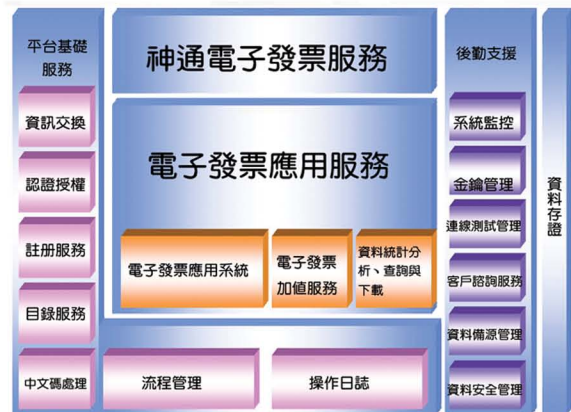 平台基礎
服務
資訊交換
認證授權
註册服務
目錄服務
中文碼處理
神通電子發票服務
電子發票應用服務
電子發票應用系統
電子發票
加值服務
資料統計分
析、查詢與
下載
流程管理
操作日誌
後勤支援
系統監控
金鑰管理
連線測試管理
客戶諮詢服務
資料備源管理
資料安全管理
資料存證